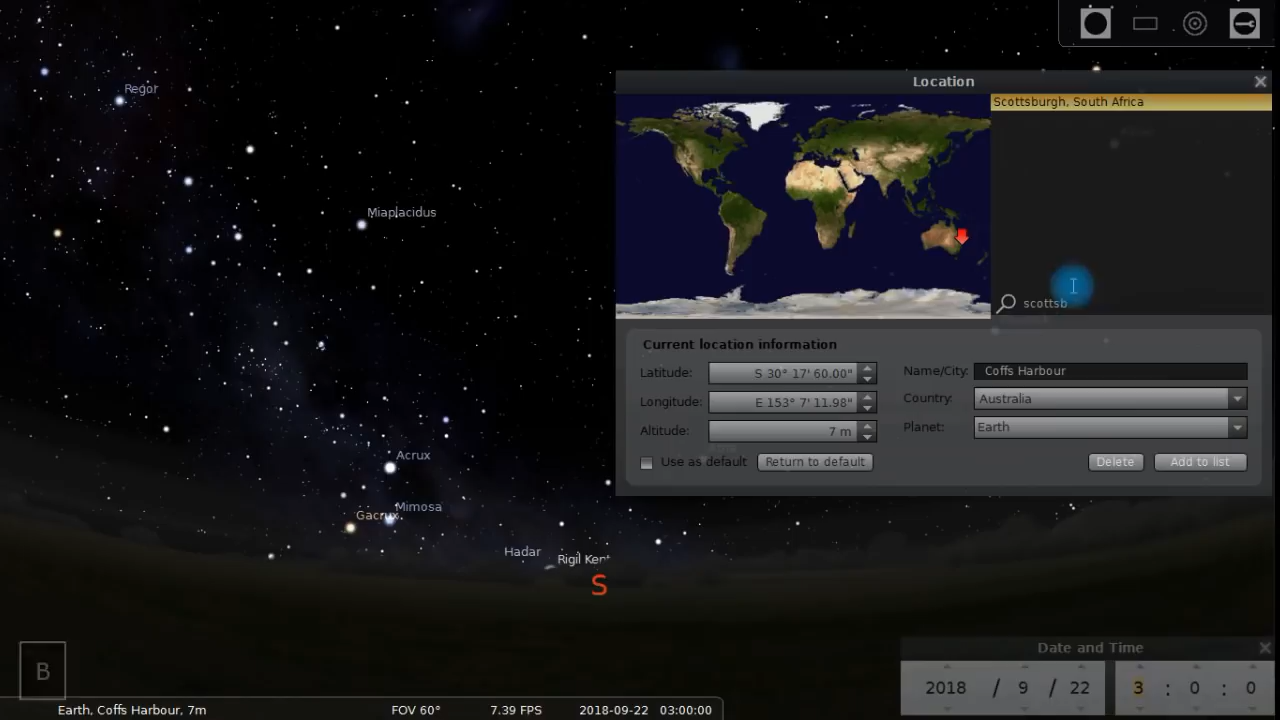 Regor
Miaplacidus
Acrux
Mimosa
Gacrux
Hadar
Rigil Kent
S
Location
Scottsburgh, South Africa
scottsb
Current location information
Latitude: S 30° 17' 60.00"
Longitude: E 153° 7' 11.98"
Altitude: 7 m
Name/City: Coffs Harbour
Country: Australia
Planet: Earth
Use as default Return to default
Delete Add to list
B
Date and Time
2018 / 9 / 22 3 : 0 : 0
Earth, Coffs Harbour, 7m FOV 60° 7.39 FPS 2018-09-22 03:00:00